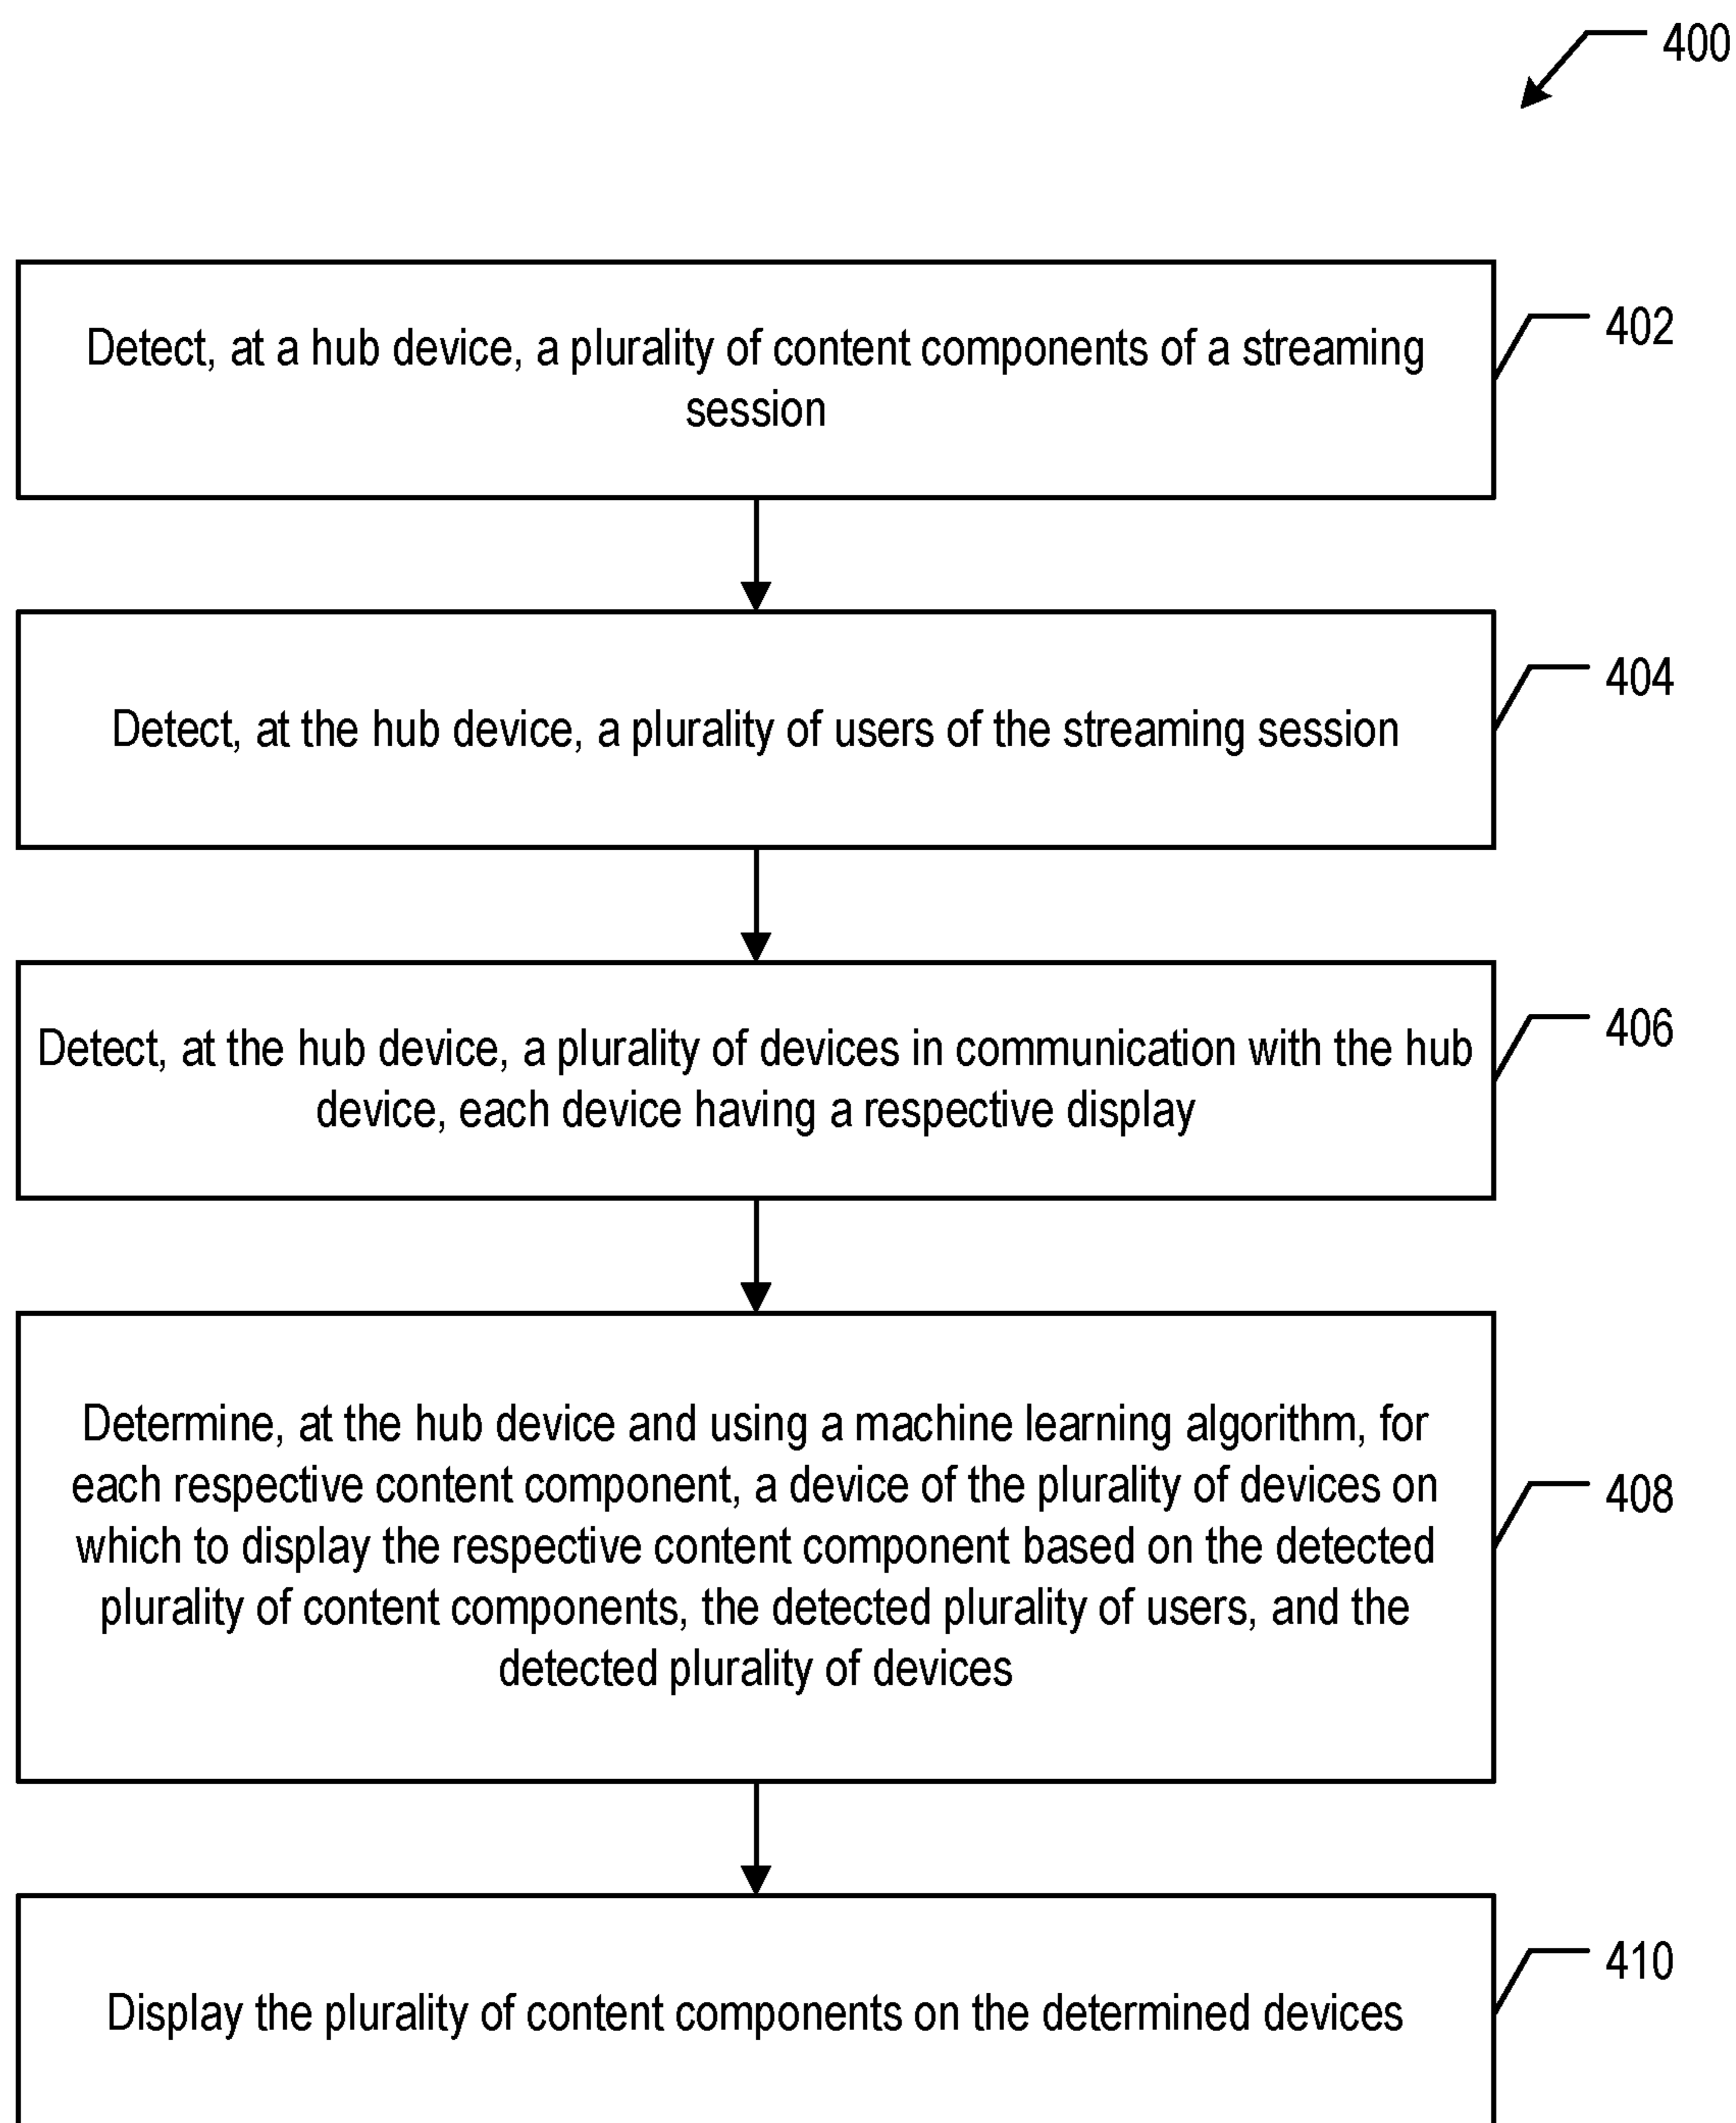 400
Detect, at a hub device, a plurality of content components of a streaming
session
402
Detect, at the hub device, a plurality of users of the streaming session
404
Detect, at the hub device, a plurality of devices in communication with the hub
device, each device having a respective display
406
Determine, at the hub device and using a machine learning algorithm, for
each respective content component, a device of the plurality of devices on
which to display the respective content component based on the detected
plurality of content components, the detected plurality of users, and the
detected plurality of devices
408
Display the plurality of content components on the determined devices
410